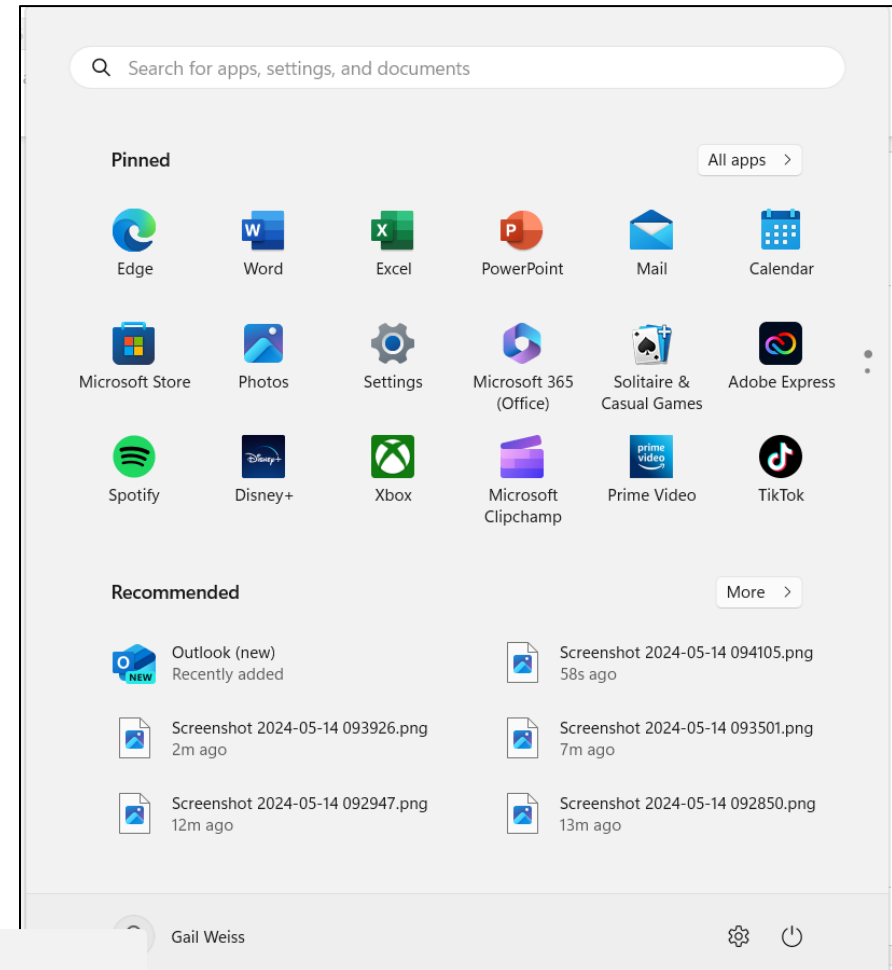 Search for apps, settings, and documents
Pinned
All apps
W
X
P
Edge
Word
Excel
PowerPoint
Mail
Calendar
Microsoft Store
Photos
Settings
Microsoft 365
(Office)
Solitaire &
Casual Games
Adobe Express
Disney+
prime
video
Spotify
Disney+
Xbox
Microsoft
Clipchamp
Prime Video
TikTok
Recommended
More
O
NEW
Outlook (new)
Recently added
Screenshot 2024-05-14 094105.png
58s ago
Screenshot 2024-05-14 093926.png
2m ago
Screenshot 2024-05-14 093501.png
7m ago
Screenshot 2024-05-14 092947.png
12m ago
Screenshot 2024-05-14 092850.png
13m ago
Gail Weiss